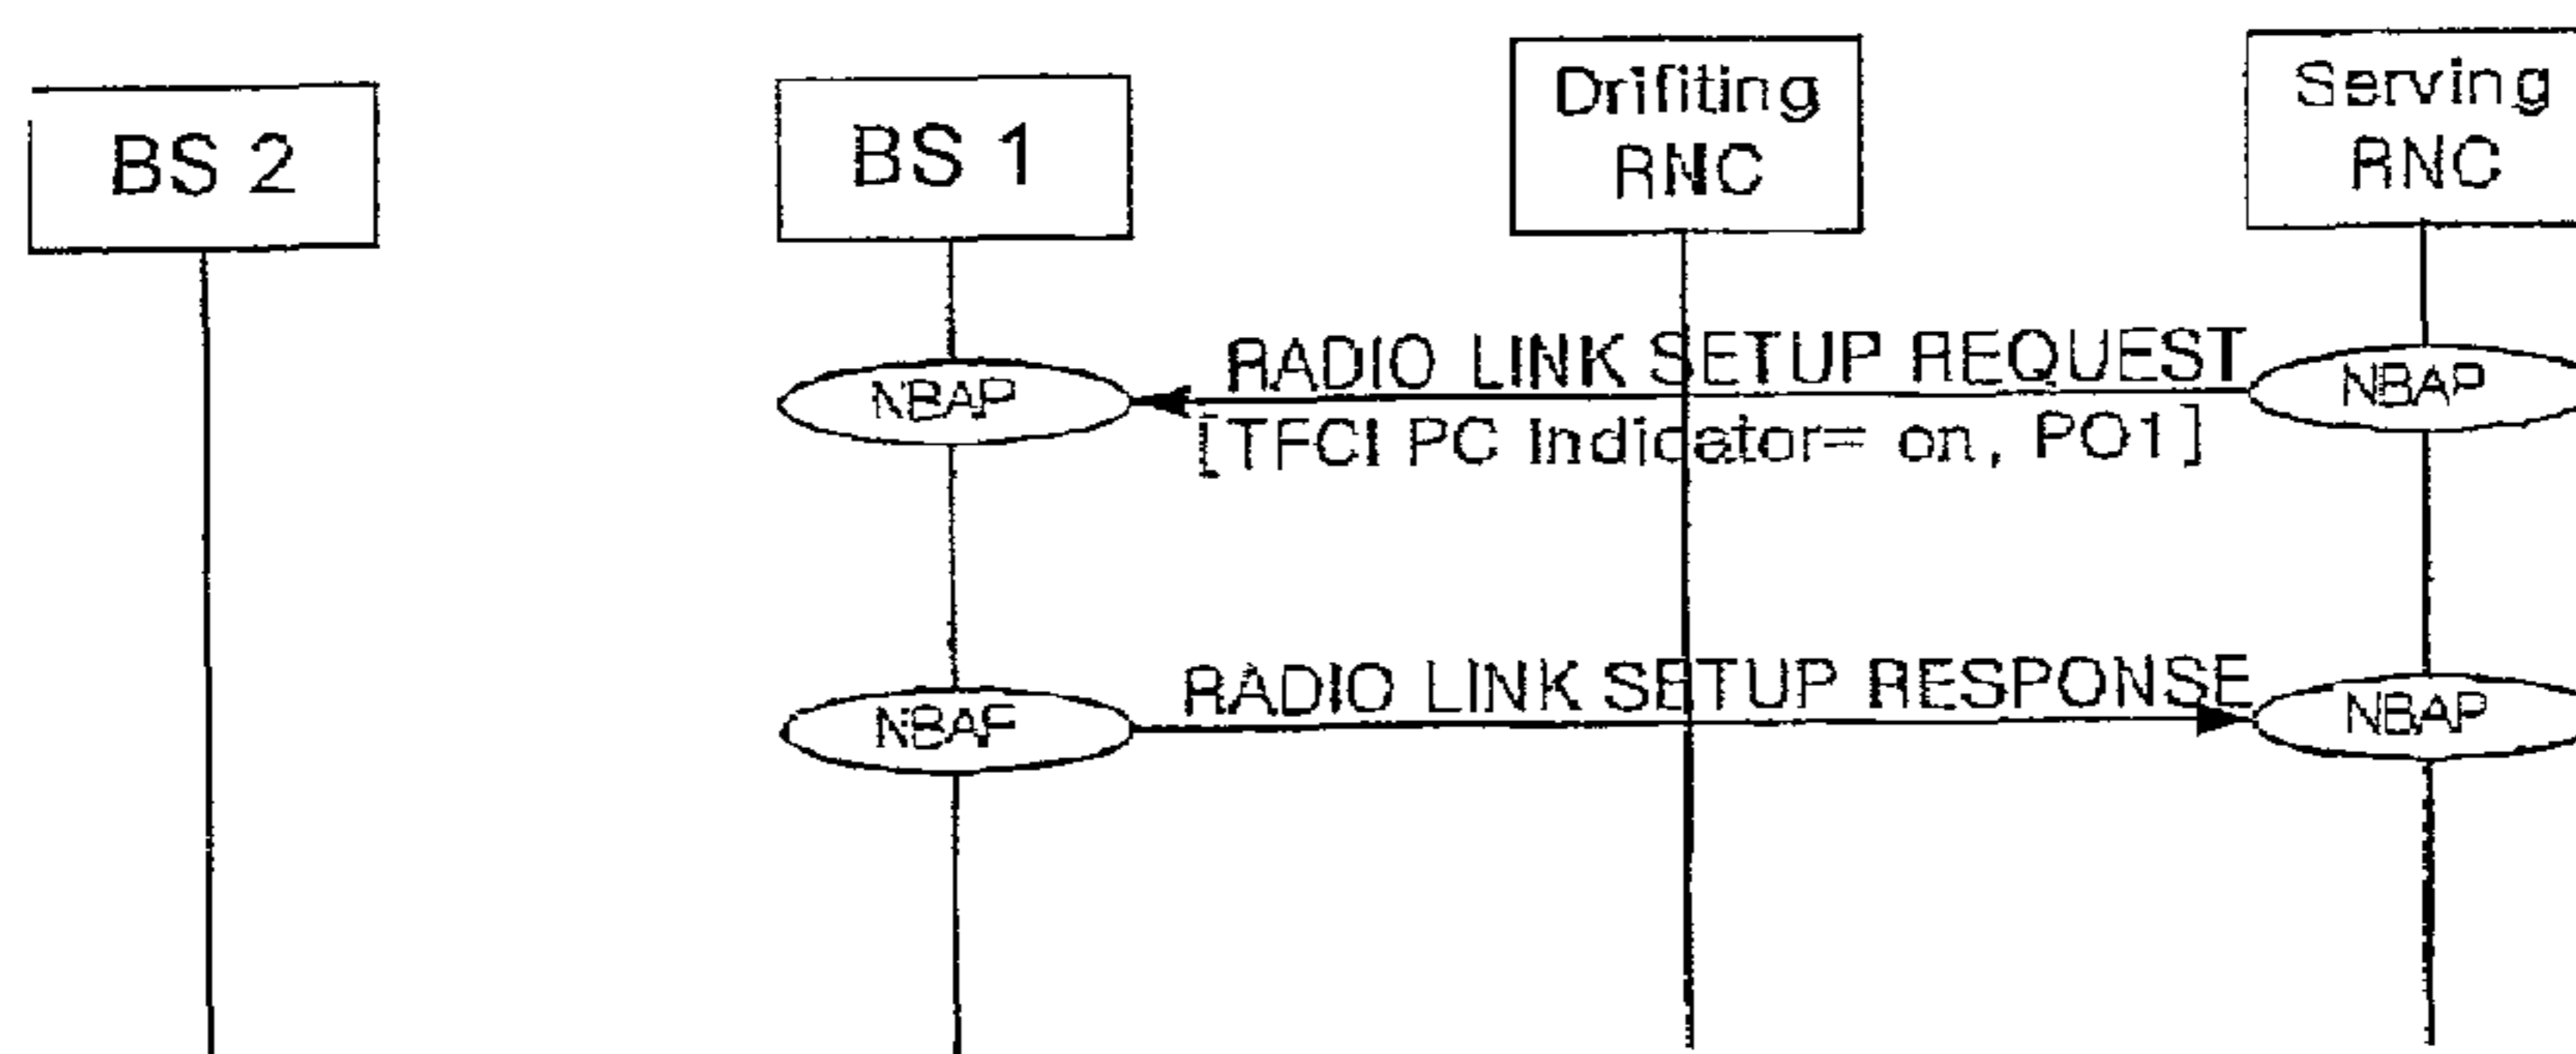 BS 2
BS 1
Drifiting
RNC
Serving
RNC
RADIO LINK SETUP REQUEST
NBAP
NBAP
[TFCI PC Indicator= on, PO1]
RADIO LINK SETUP RESPONSE
NBAP
NBAP